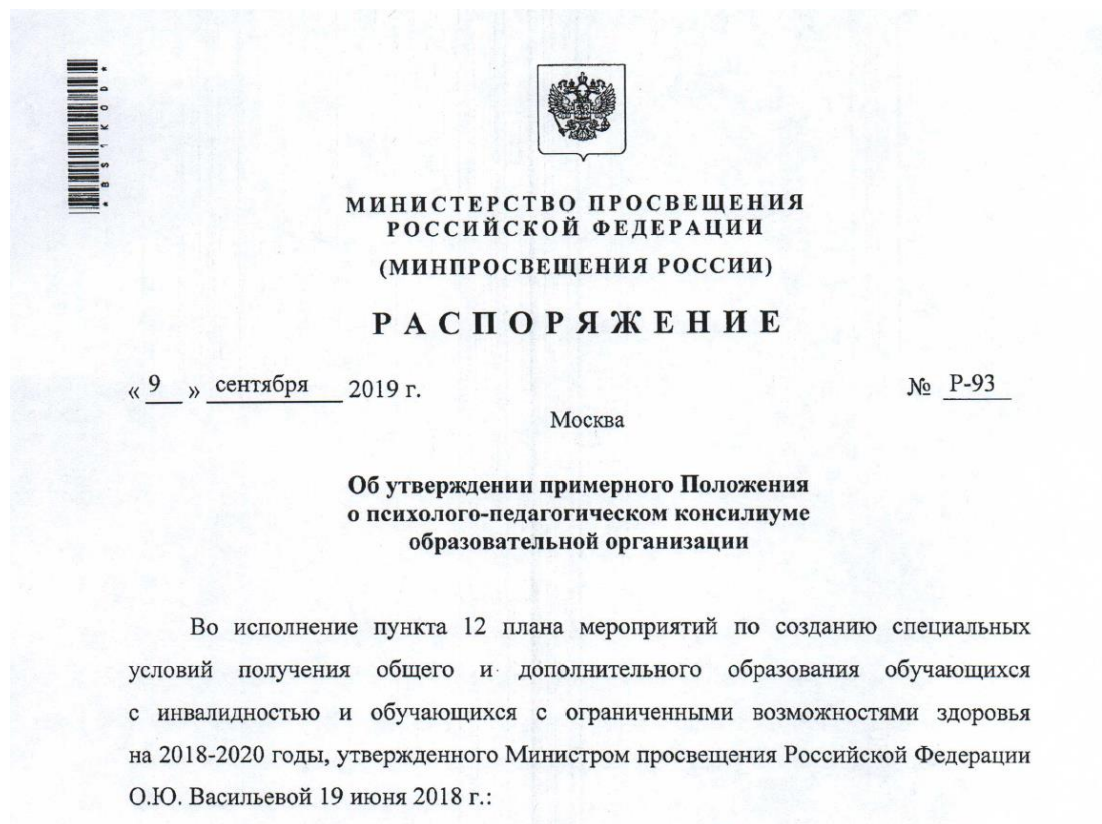 * B S 1 K O D *
МИНИСТЕРСТВО ПРОСВЕЩЕНИЯ
РОССИЙСКОЙ ФЕДЕРАЦИИ
(МИНПРОСВЕЩЕНИЯ РОССИИ)
РАСПОРЯЖЕНИЕ
« 9 » сентября 2019 г. № Р-93
Москва
Об утверждении примерного Положения
о психолого-педагогическом консилиуме
образовательной организации
Во исполнение пункта 12 плана мероприятий по созданию специальных
условий получения общего и дополнительного образования обучающихся
с инвалидностью и обучающихся с ограниченными возможностями здоровья
на 2018-2020 годы, утвержденного Министром просвещения Российской Федерации
О.Ю. Васильевой 19 июня 2018 г.: